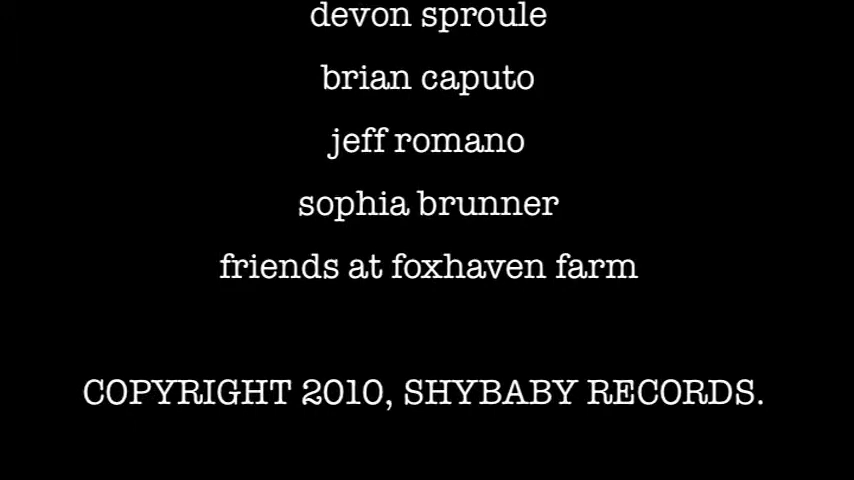 devon sproule
brian caputo
jeff romano
sophia brunner
friends at foxhaven farm
COPYRIGHT 2010, SHYBABY RECORDS.